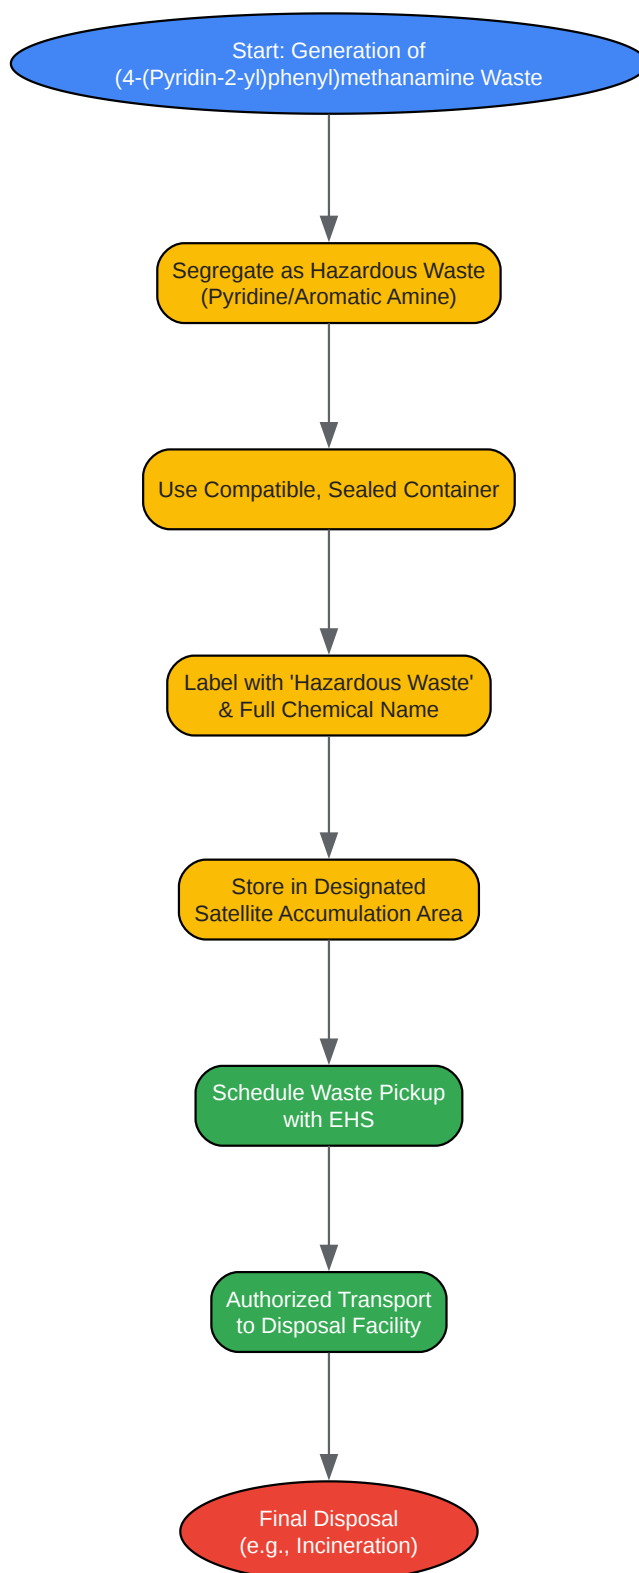 Start: Generation of
(4-(Pyridin-2-yl)phenyl)methanamine Waste
Segregate as Hazardous Waste
(Pyridine/Aromatic Amine)
Use Compatible, Sealed Container
Label with 'Hazardous Waste'
& Full Chemical Name
Store in Designated
Satellite Accumulation Area
Schedule Waste Pickup
with EHS
Authorized Transport
to Disposal Facility
Final Disposal
(e.g., Incineration)